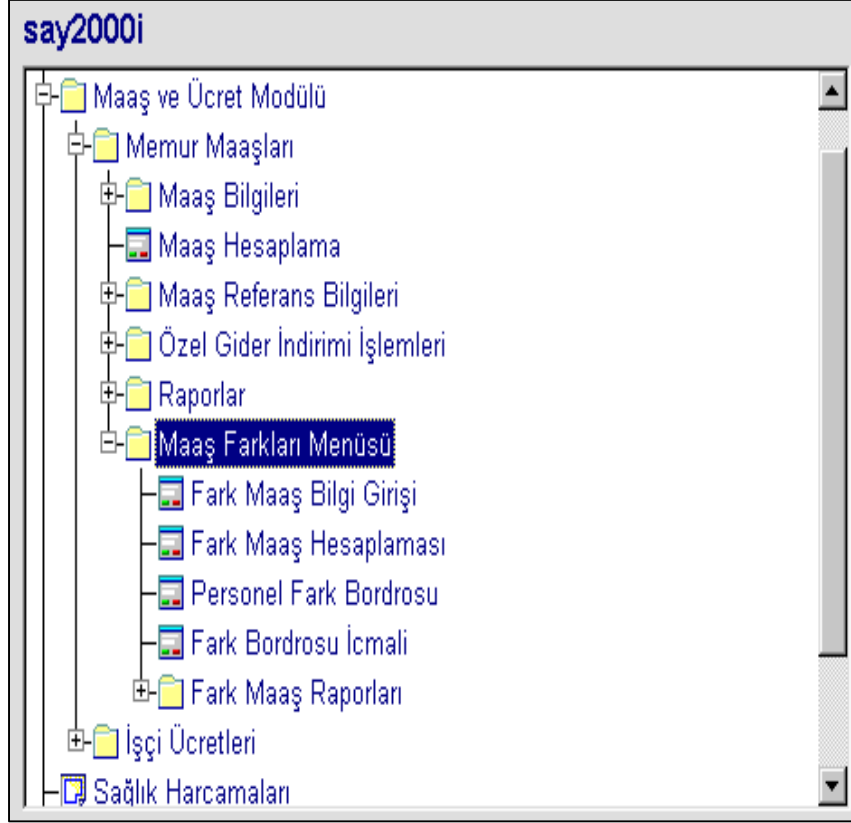 say2000i
Maaş ve Ücret Modülü
Memur Maaşları
Maaş Bilgileri
Maaş Hesaplama
Maaş Referans Bilgileri
Özel Gider İndirimi İşlemleri
Raporlar
Maaş Farkları Menüsü
Fark Maaş Bilgi Girişi
Fark Maaş Hesaplaması
Personel Fark Bordrosu
Fark Bordrosu İcmali
Fark Maaş Raporları
İşçi Ücretleri
Sağlık Harcamaları